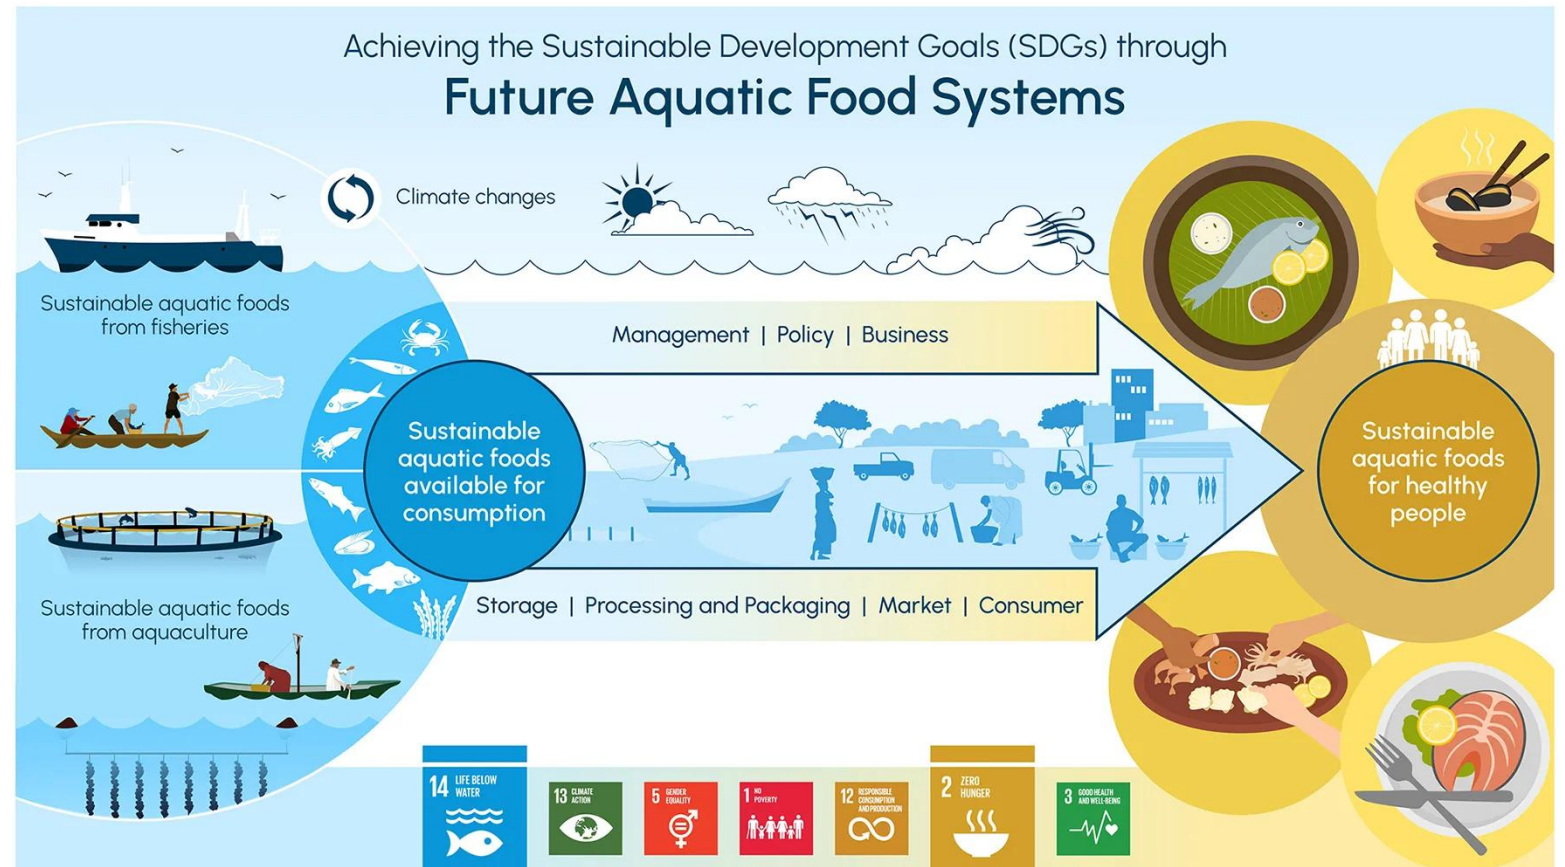 Achieving the Sustainable Development Goals (SDGs) through
Future Aquatic Food Systems
Climate changes
Sustainable aquatic foods
from fisheries
Management | Policy | Business
Sustainable
aquatic foods
available for
consumption
Sustainable
aquatic foods
for healthy
people
Sustainable aquatic foods
from aquaculture
Storage | Processing and Packaging | Market | Consumer
14 LIFE BELOW
WATER
13 CLIMATE
ACTION
5 GENDER
EQUALITY
1 NO
POVERTY
12 RESPONSIBLE
CONSUMPTION
AND PRODUCTION
2 ZERO
HUNGER
3 GOOD HEALTH
AND WELL-BEING